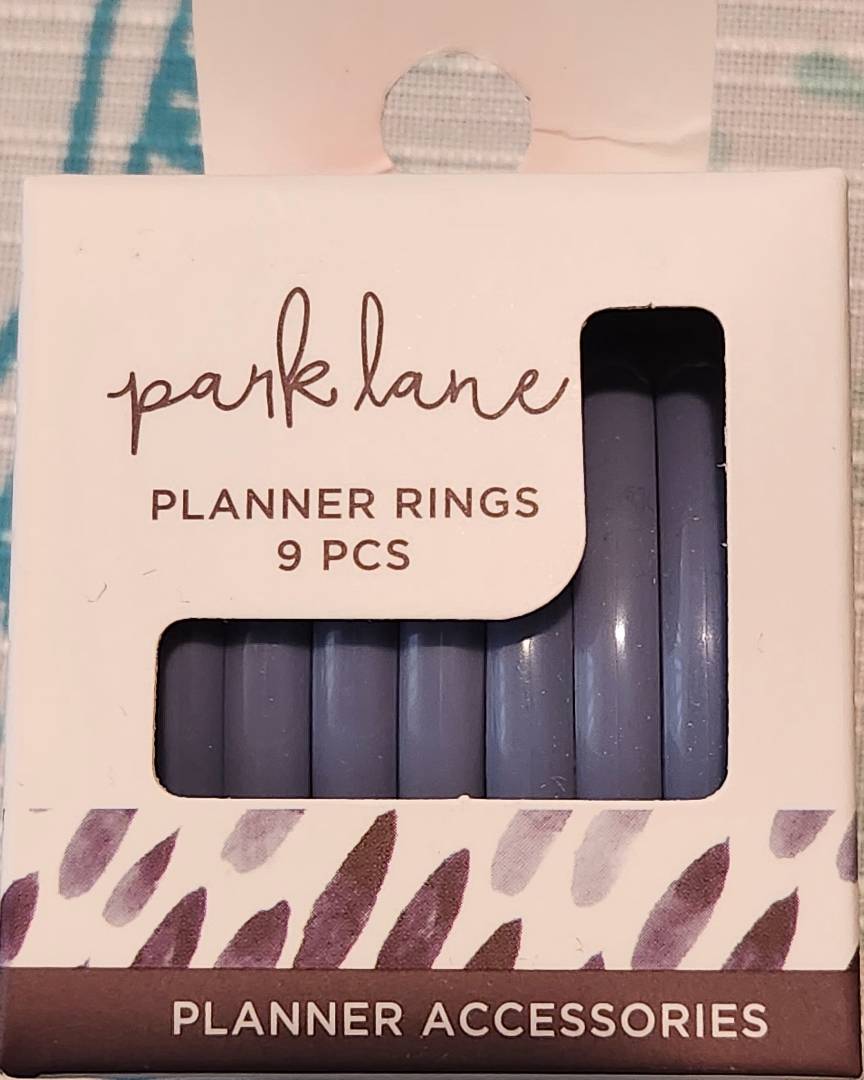 park lane
PLANNER RINGS
9 PCS
PLANNER ACCESSORIES